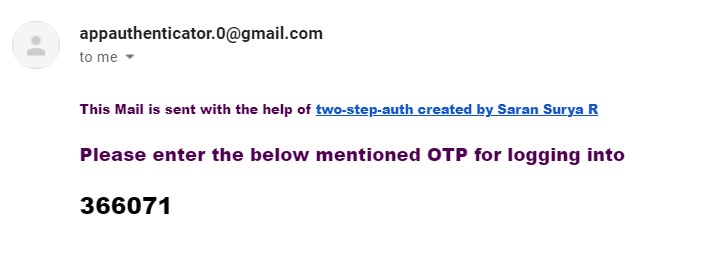 appauthenticator.0@gmail.com
to me
This Mail is sent with the help of two-step-auth created by Saran Surya R
Please enter the below mentioned OTP for logging into
366071